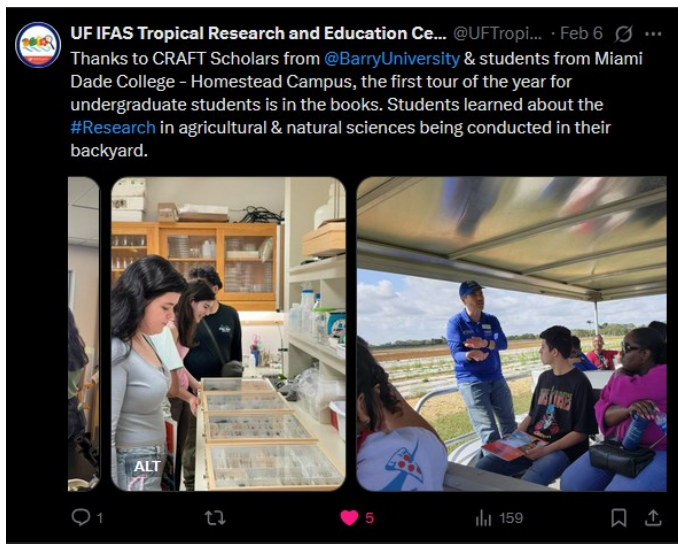 UF IFAS Tropical Research and Education Ce... @UFTropi... · Feb 6
Thanks to CRAFT Scholars from @BarryUniversity & students from Miami
Dade College - Homestead Campus, the first tour of the year for
undergraduate students is in the books. Students learned about the
#Research in agricultural & natural sciences being conducted in their
backyard.
ALT
1
5
159